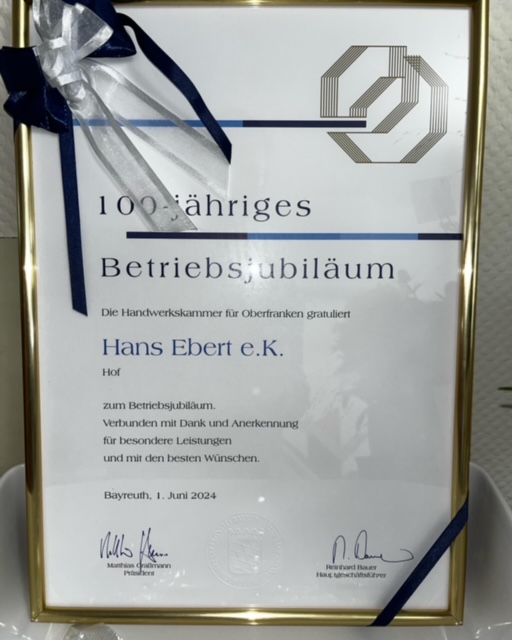 100-jähriges
Betriebsjubiläum
Die Handwerkskammer für Oberfranken gratuliert
Hans Ebert e.K.
Hof
zum Betriebsjubiläum.
Verbunden mit Dank und Anerkennung
für besondere Leistungen
und mit den besten Wünschen.
Bayreuth, 1. Juni 2024
Matthias Graßmann
Präsident
Reinhard Bauer
Hauptgeschäftsführer